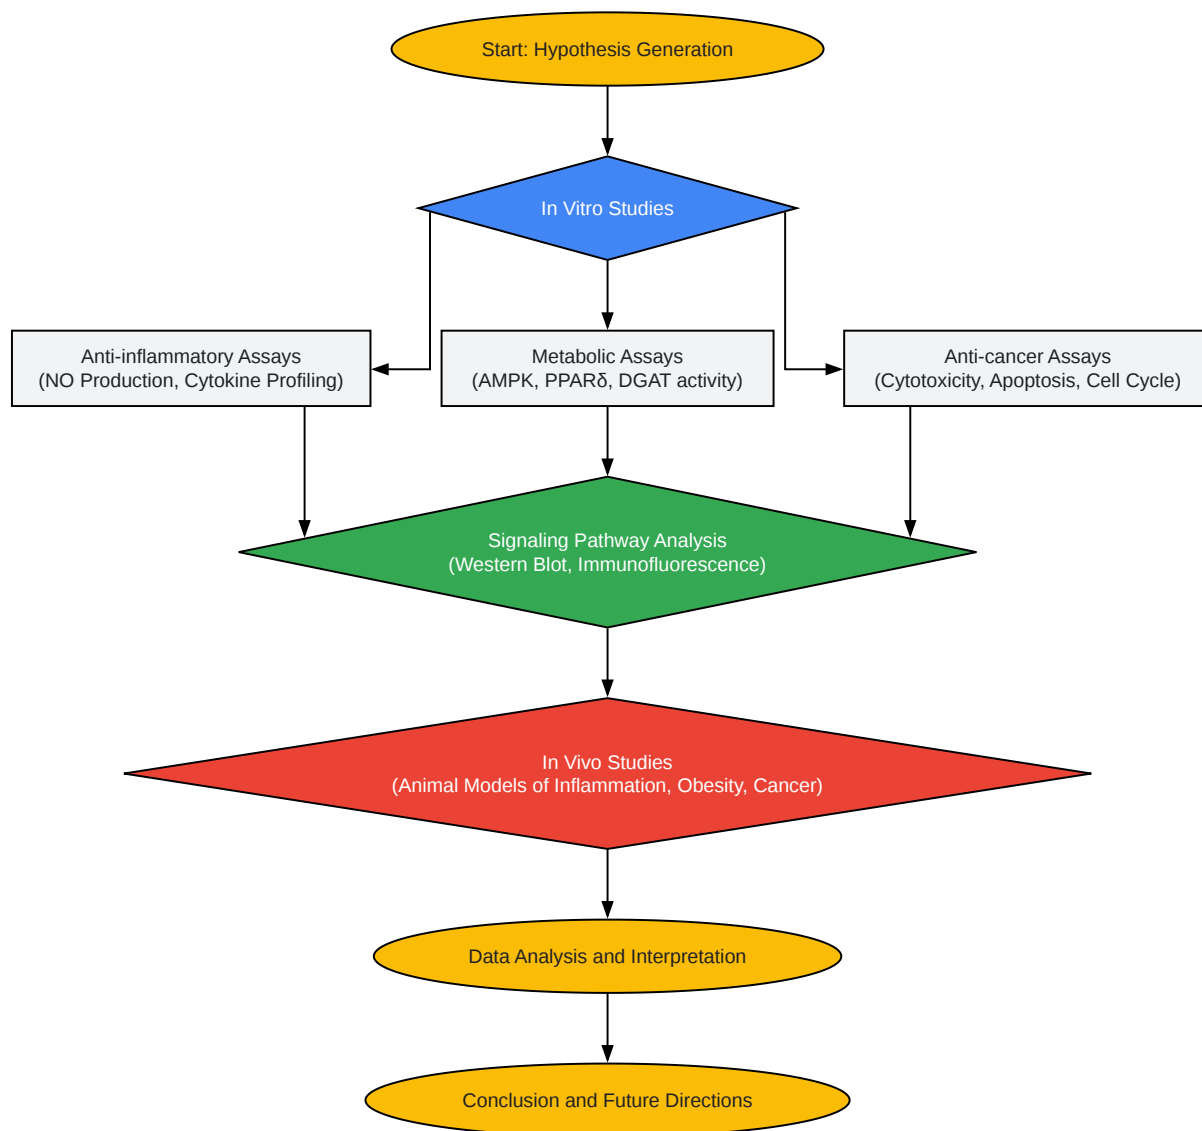 Start: Hypothesis Generation
In Vitro Studies
Anti-inflammatory Assays
(NO Production, Cytokine Profiling)
Metabolic Assays
(AMPK, PPARδ, DGAT activity)
Anti-cancer Assays
(Cytotoxicity, Apoptosis, Cell Cycle)
Signaling Pathway Analysis
(Western Blot, Immunofluorescence)
In Vivo Studies
(Animal Models of Inflammation, Obesity, Cancer)
Data Analysis and Interpretation
Conclusion and Future Directions